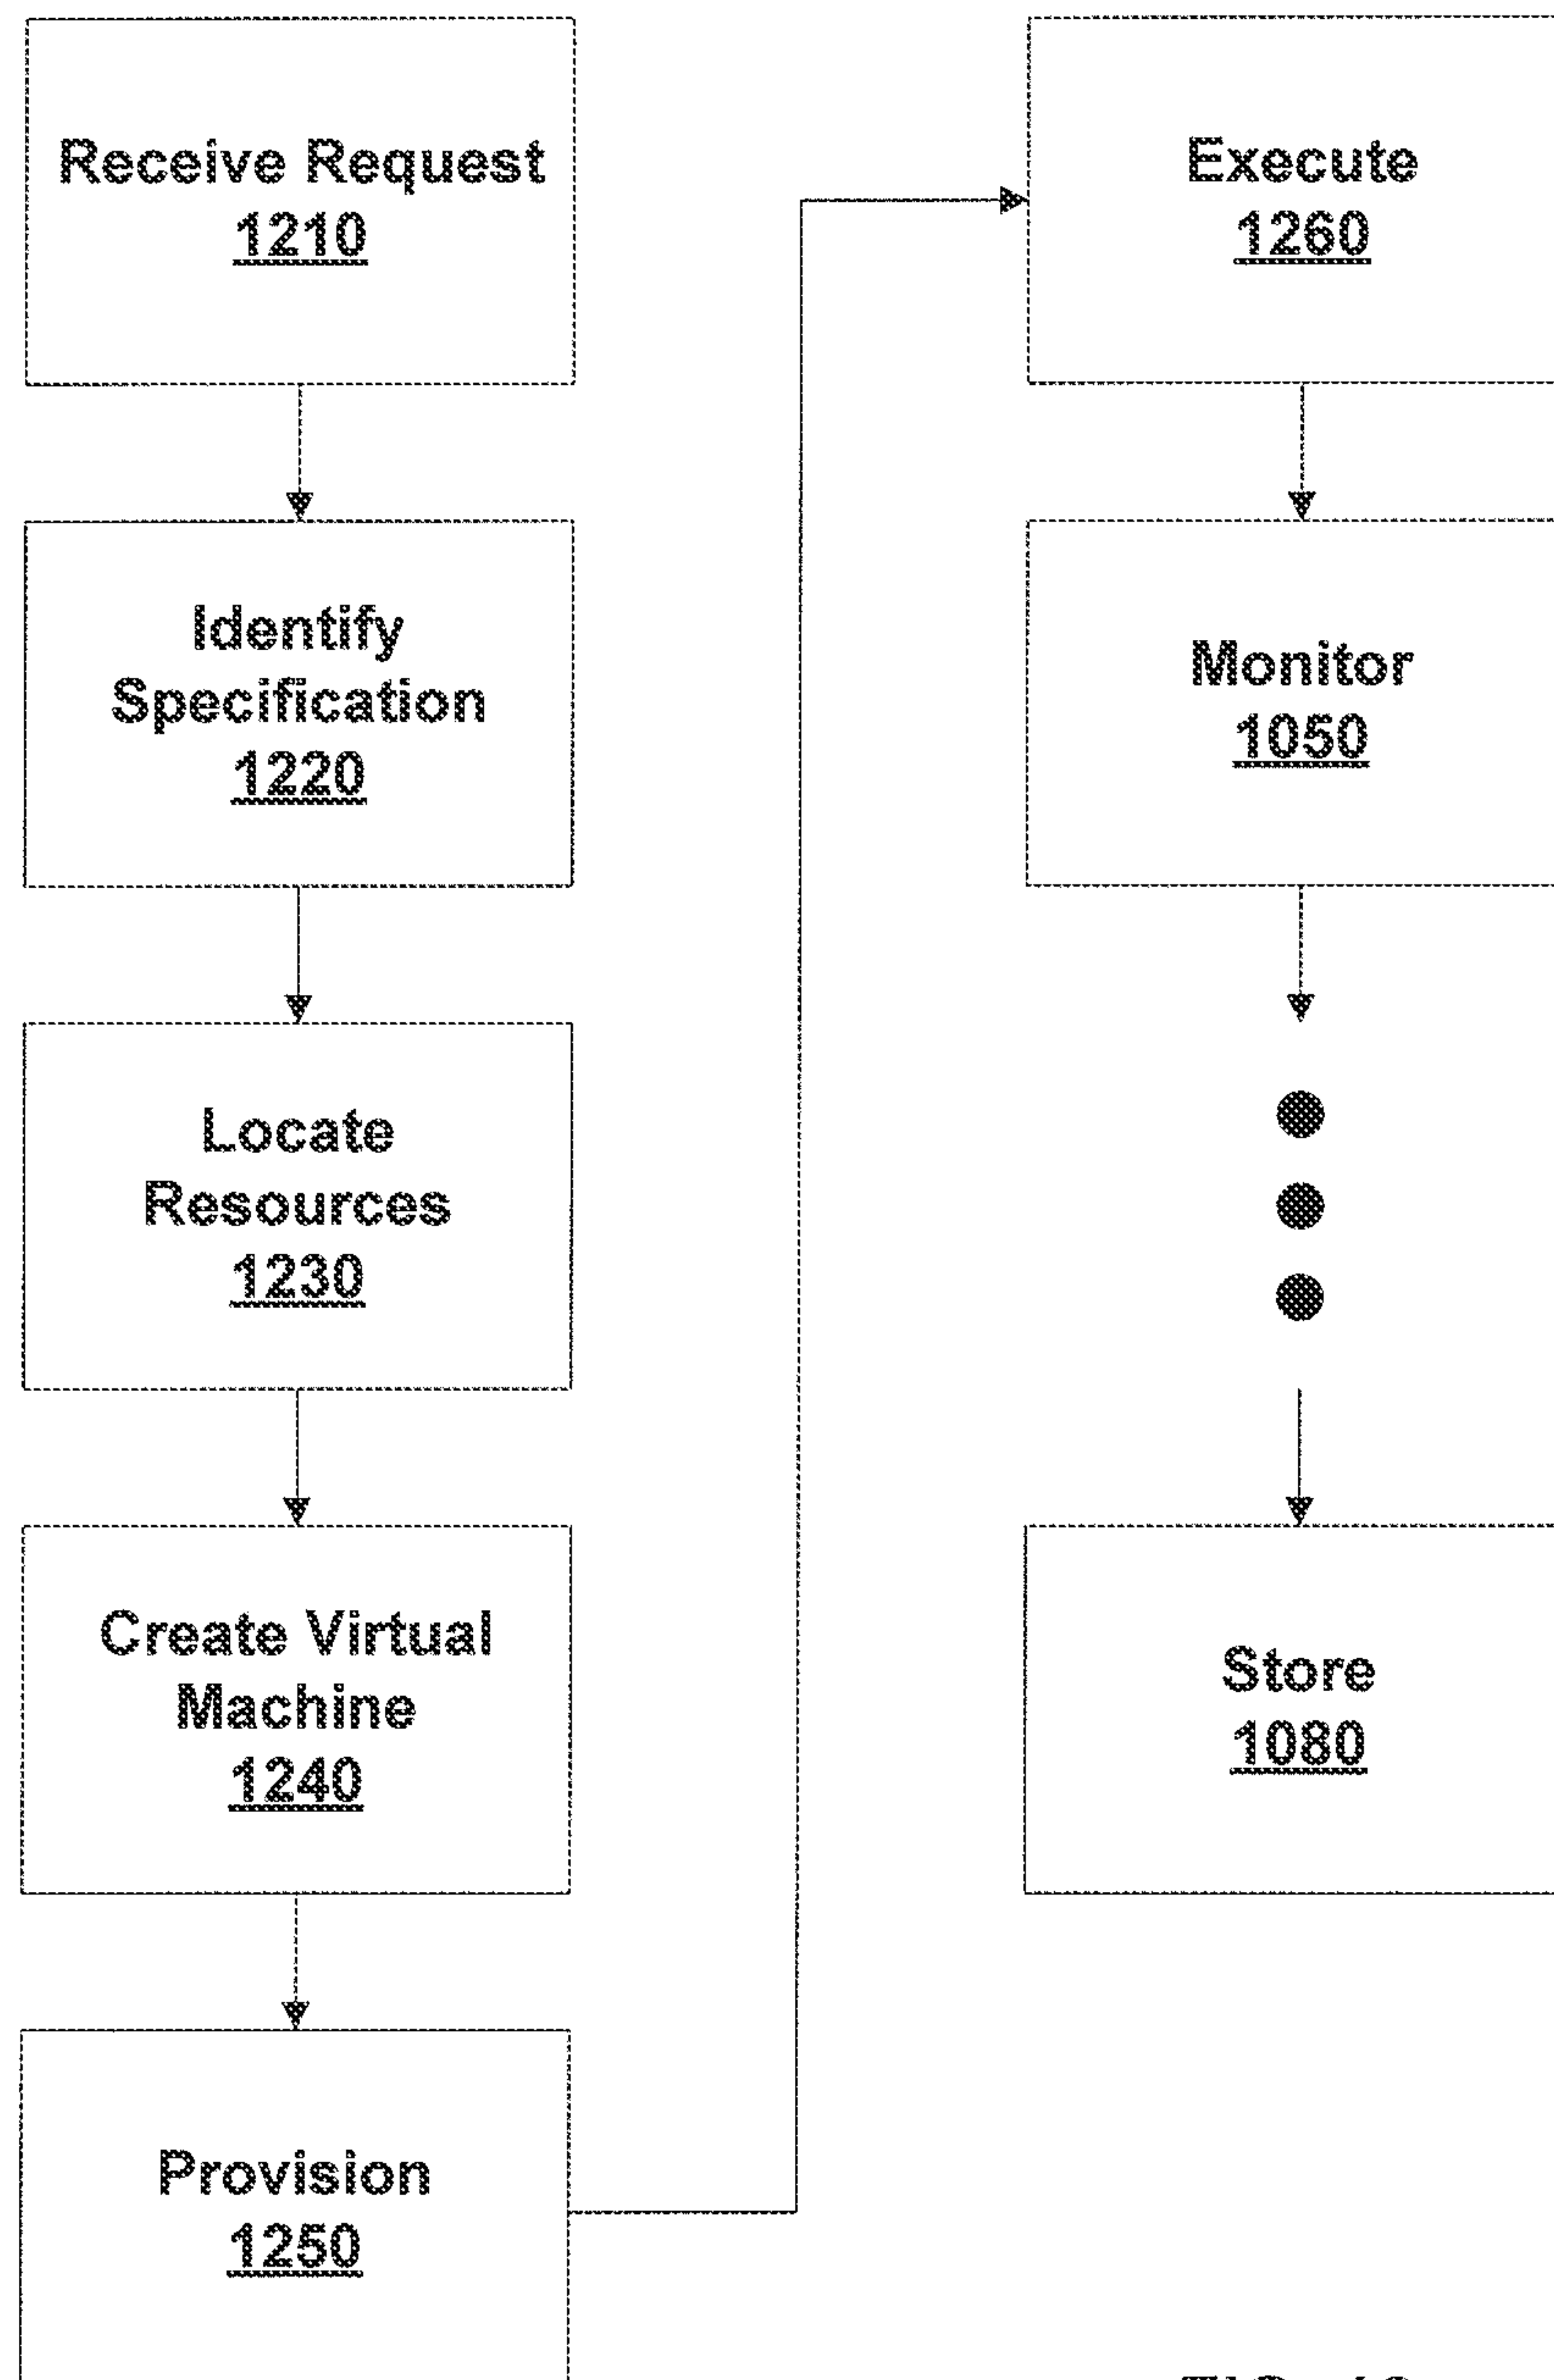 Receive Request
1210
Identify
Specification
1220
Locate
Resources
1230
Create Virtual
Machine
1240
Provision
1250
Execute
1260
Monitor
1050
Store
1080